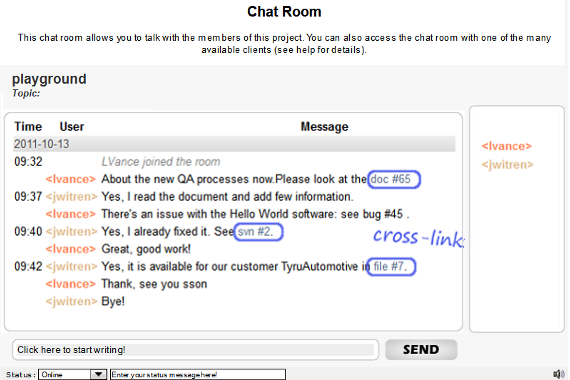 Chat Room
This chat room allows you to talk with the members of this project. You can also access the chat room with one of the many
available clients (see help for details).
playground
Topic:
Time User Message
2011-10-13
09:32 LVance joined the room
<lvance> About the new QA processes now.Please look at the doc #65
09:37 <jwitren> Yes, I read the document and add few information.
<lvance> There's an issue with the Hello World software: see bug #45 .
09:40 <jwitren> Yes, I already fixed it. See svn #2.
cross-link
<lvance> Great, good work!
09:42 <jwitren> Yes, it is available for our customer TyruAutomotive in file #7.
<lvance> Thank, see you sson
<jwitren> Bye!
<lvance>
<jwitren>
Click here to start writing!
SEND
Status: Online Enter your status message here!